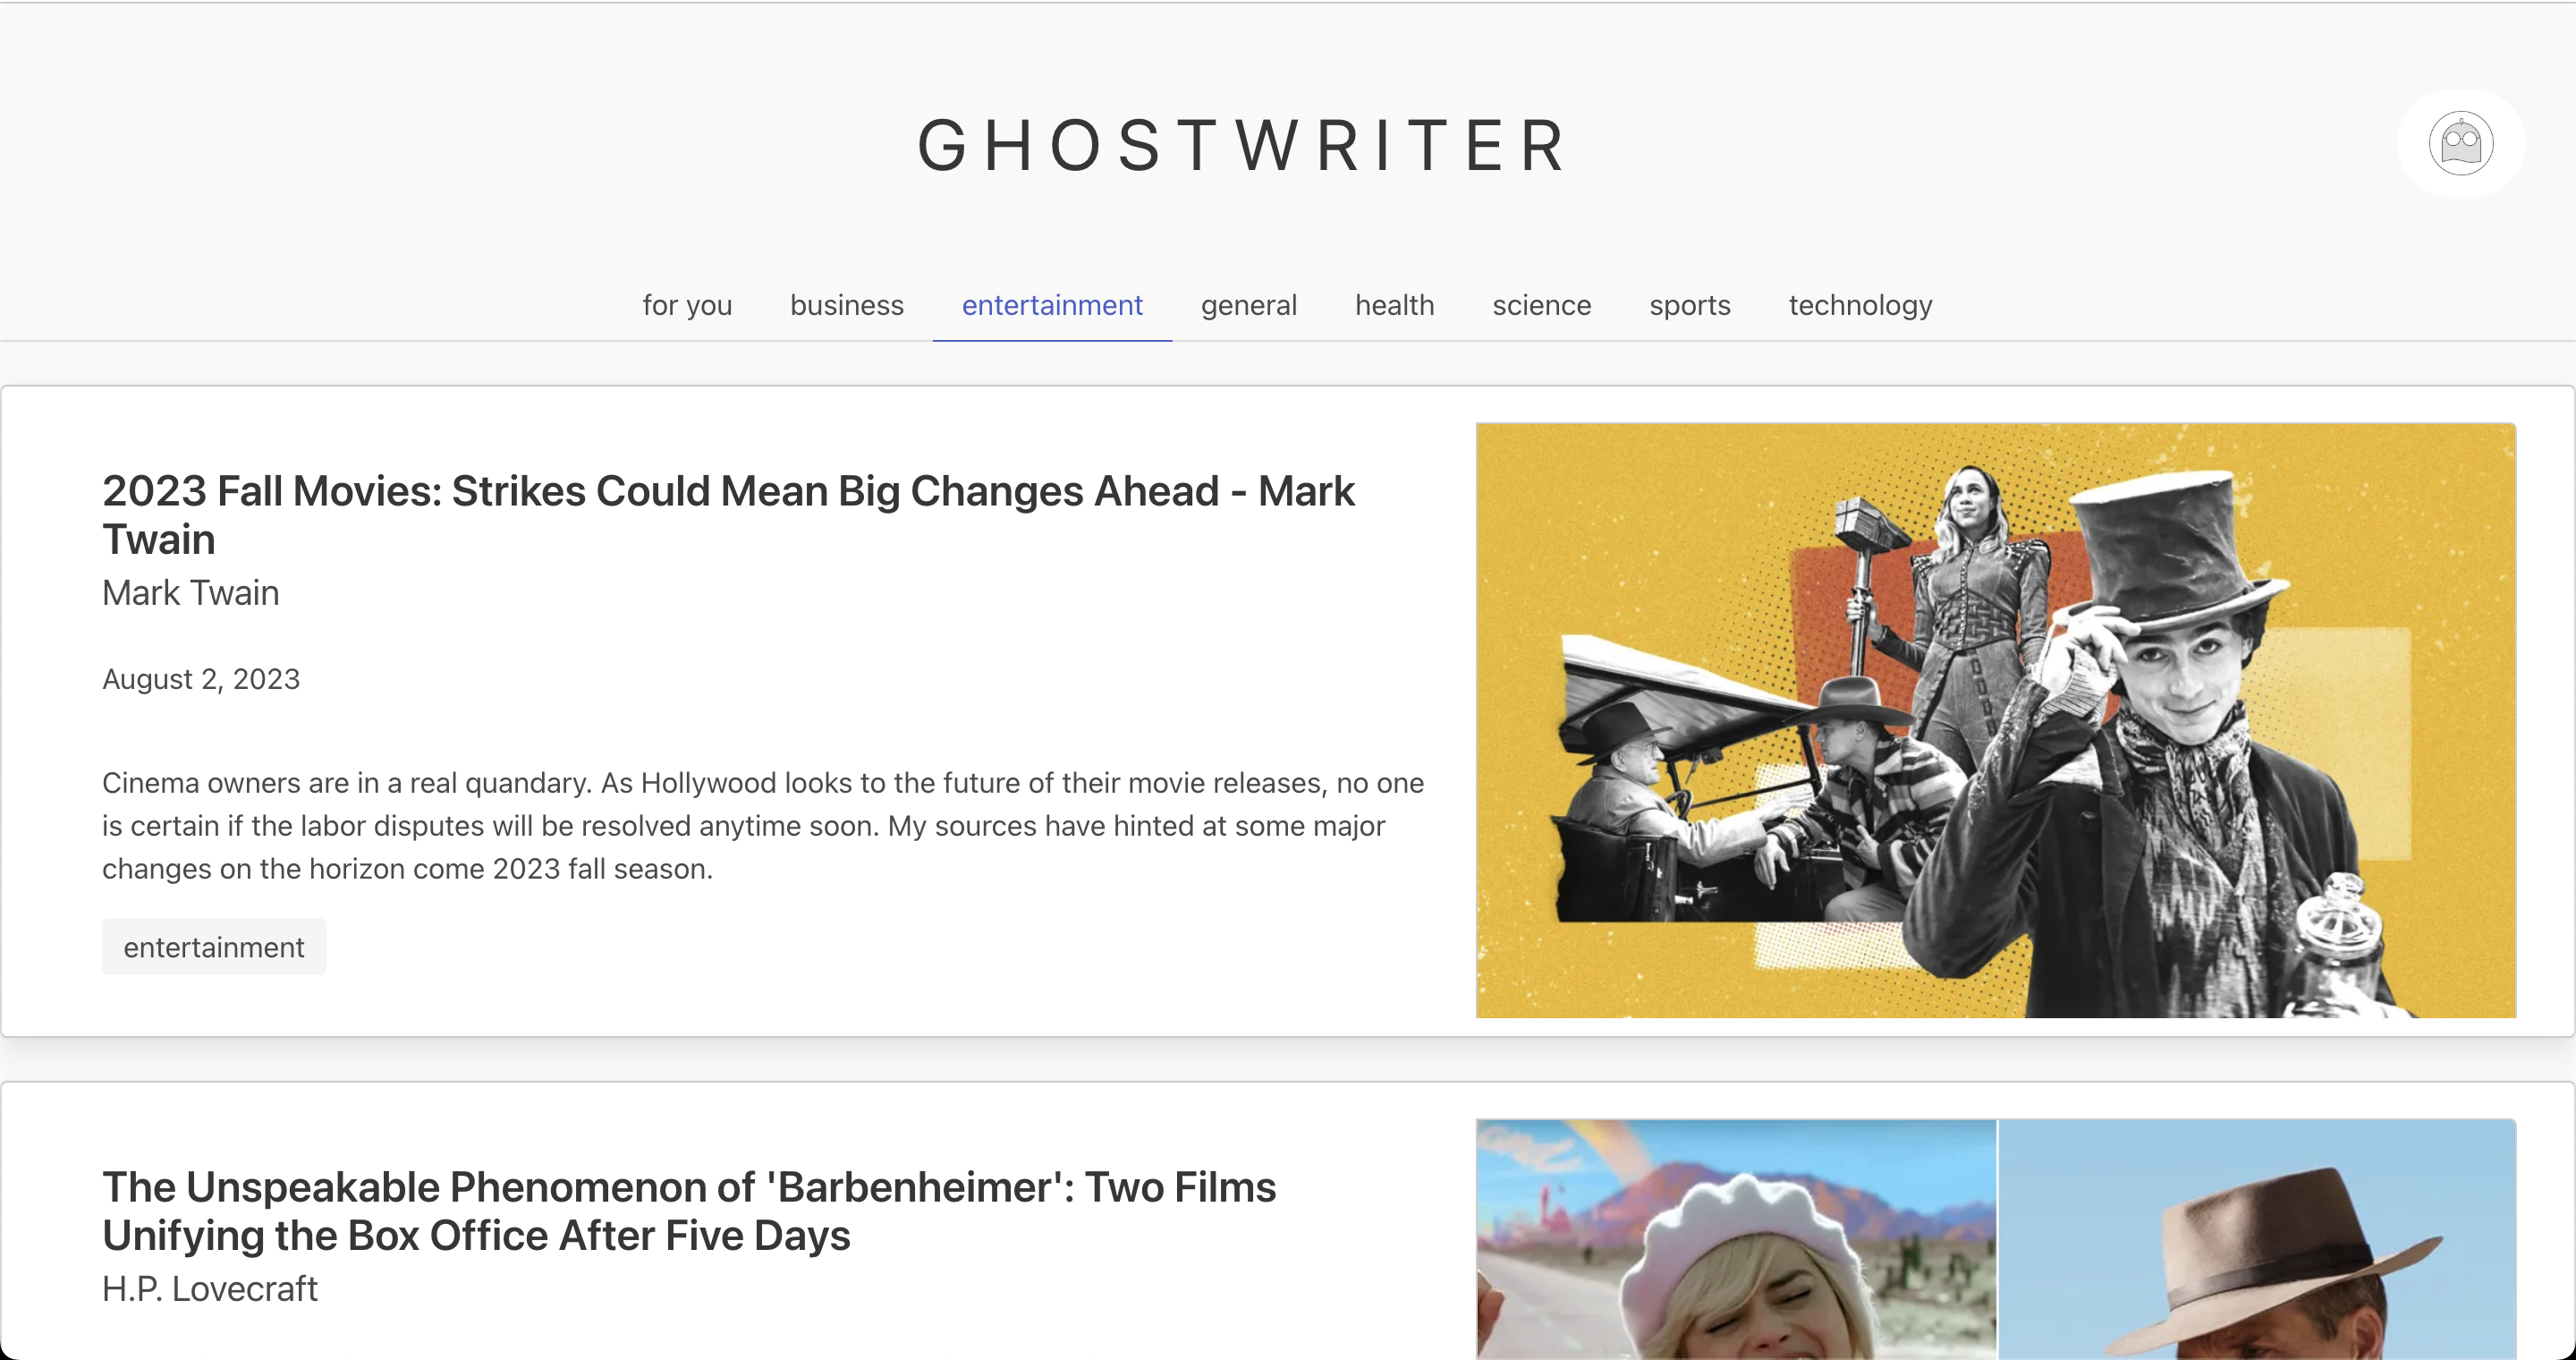 GHOSTWRITER
for you business entertainment general health science sports technology
2023 Fall Movies: Strikes Could Mean Big Changes Ahead - Mark
Twain
Mark Twain
August 2, 2023
Cinema owners are in a real quandary. As Hollywood looks to the future of their movie releases, no one
is certain if the labor disputes will be resolved anytime soon. My sources have hinted at some major
changes on the horizon come 2023 fall season.
entertainment
The Unspeakable Phenomenon of 'Barbenheimer': Two Films
Unifying the Box Office After Five Days
H.P. Lovecraft